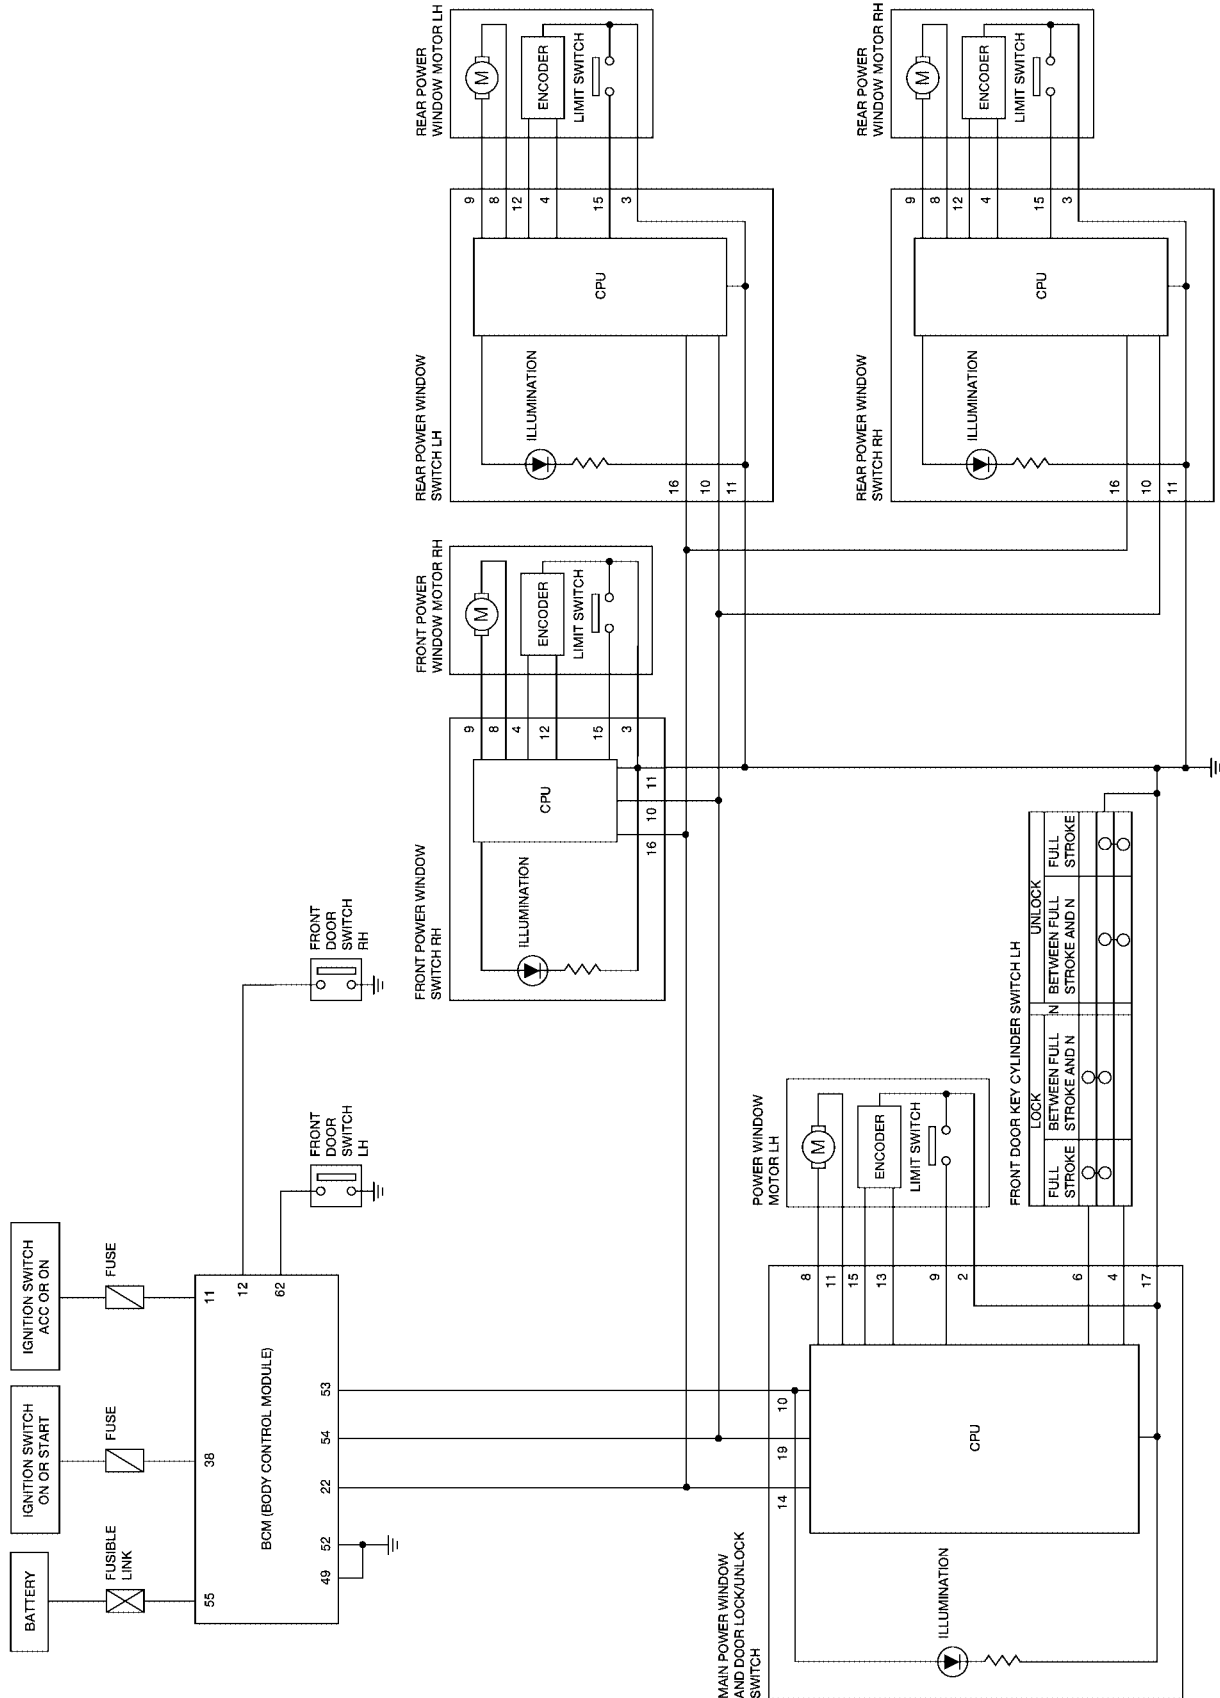 BATTERY
FUSIBLE
LINK
IGNITION SWITCH
ON OR START
FUSE
IGNITION SWITCH
ACC OR ON
FUSE
55
38
11
12
62
BCM (BODY CONTROL MODULE)
49
52
22
54
53
FRONT
DOOR
SWITCH
LH
FRONT
DOOR
SWITCH
RH
MAIN POWER WINDOW
AND DOOR LOCK/UNLOCK
SWITCH
14
19
10
ILLUMINATION
CPU
8
11
15
13
9
2
6
4
17
POWER WINDOW
MOTOR LH
M
ENCODER
LIMIT SWITCH
FRONT DOOR KEY CYLINDER SWITCH LH
LOCK
N
UNLOCK
FULL
STROKE
BETWEEN FULL
STROKE AND N
BETWEEN FULL
STROKE AND N
FULL
STROKE
FRONT POWER WINDOW
SWITCH RH
ILLUMINATION
CPU
9
8
4
12
15
3
16
10
11
FRONT POWER
WINDOW MOTOR RH
M
ENCODER
LIMIT SWITCH
REAR POWER WINDOW
SWITCH LH
ILLUMINATION
CPU
16
10
11
9
8
12
4
15
3
REAR POWER
WINDOW MOTOR LH
M
ENCODER
LIMIT SWITCH
REAR POWER WINDOW
SWITCH RH
ILLUMINATION
CPU
16
10
11
9
8
12
4
15
3
REAR POWER
WINDOW MOTOR RH
M
ENCODER
LIMIT SWITCH